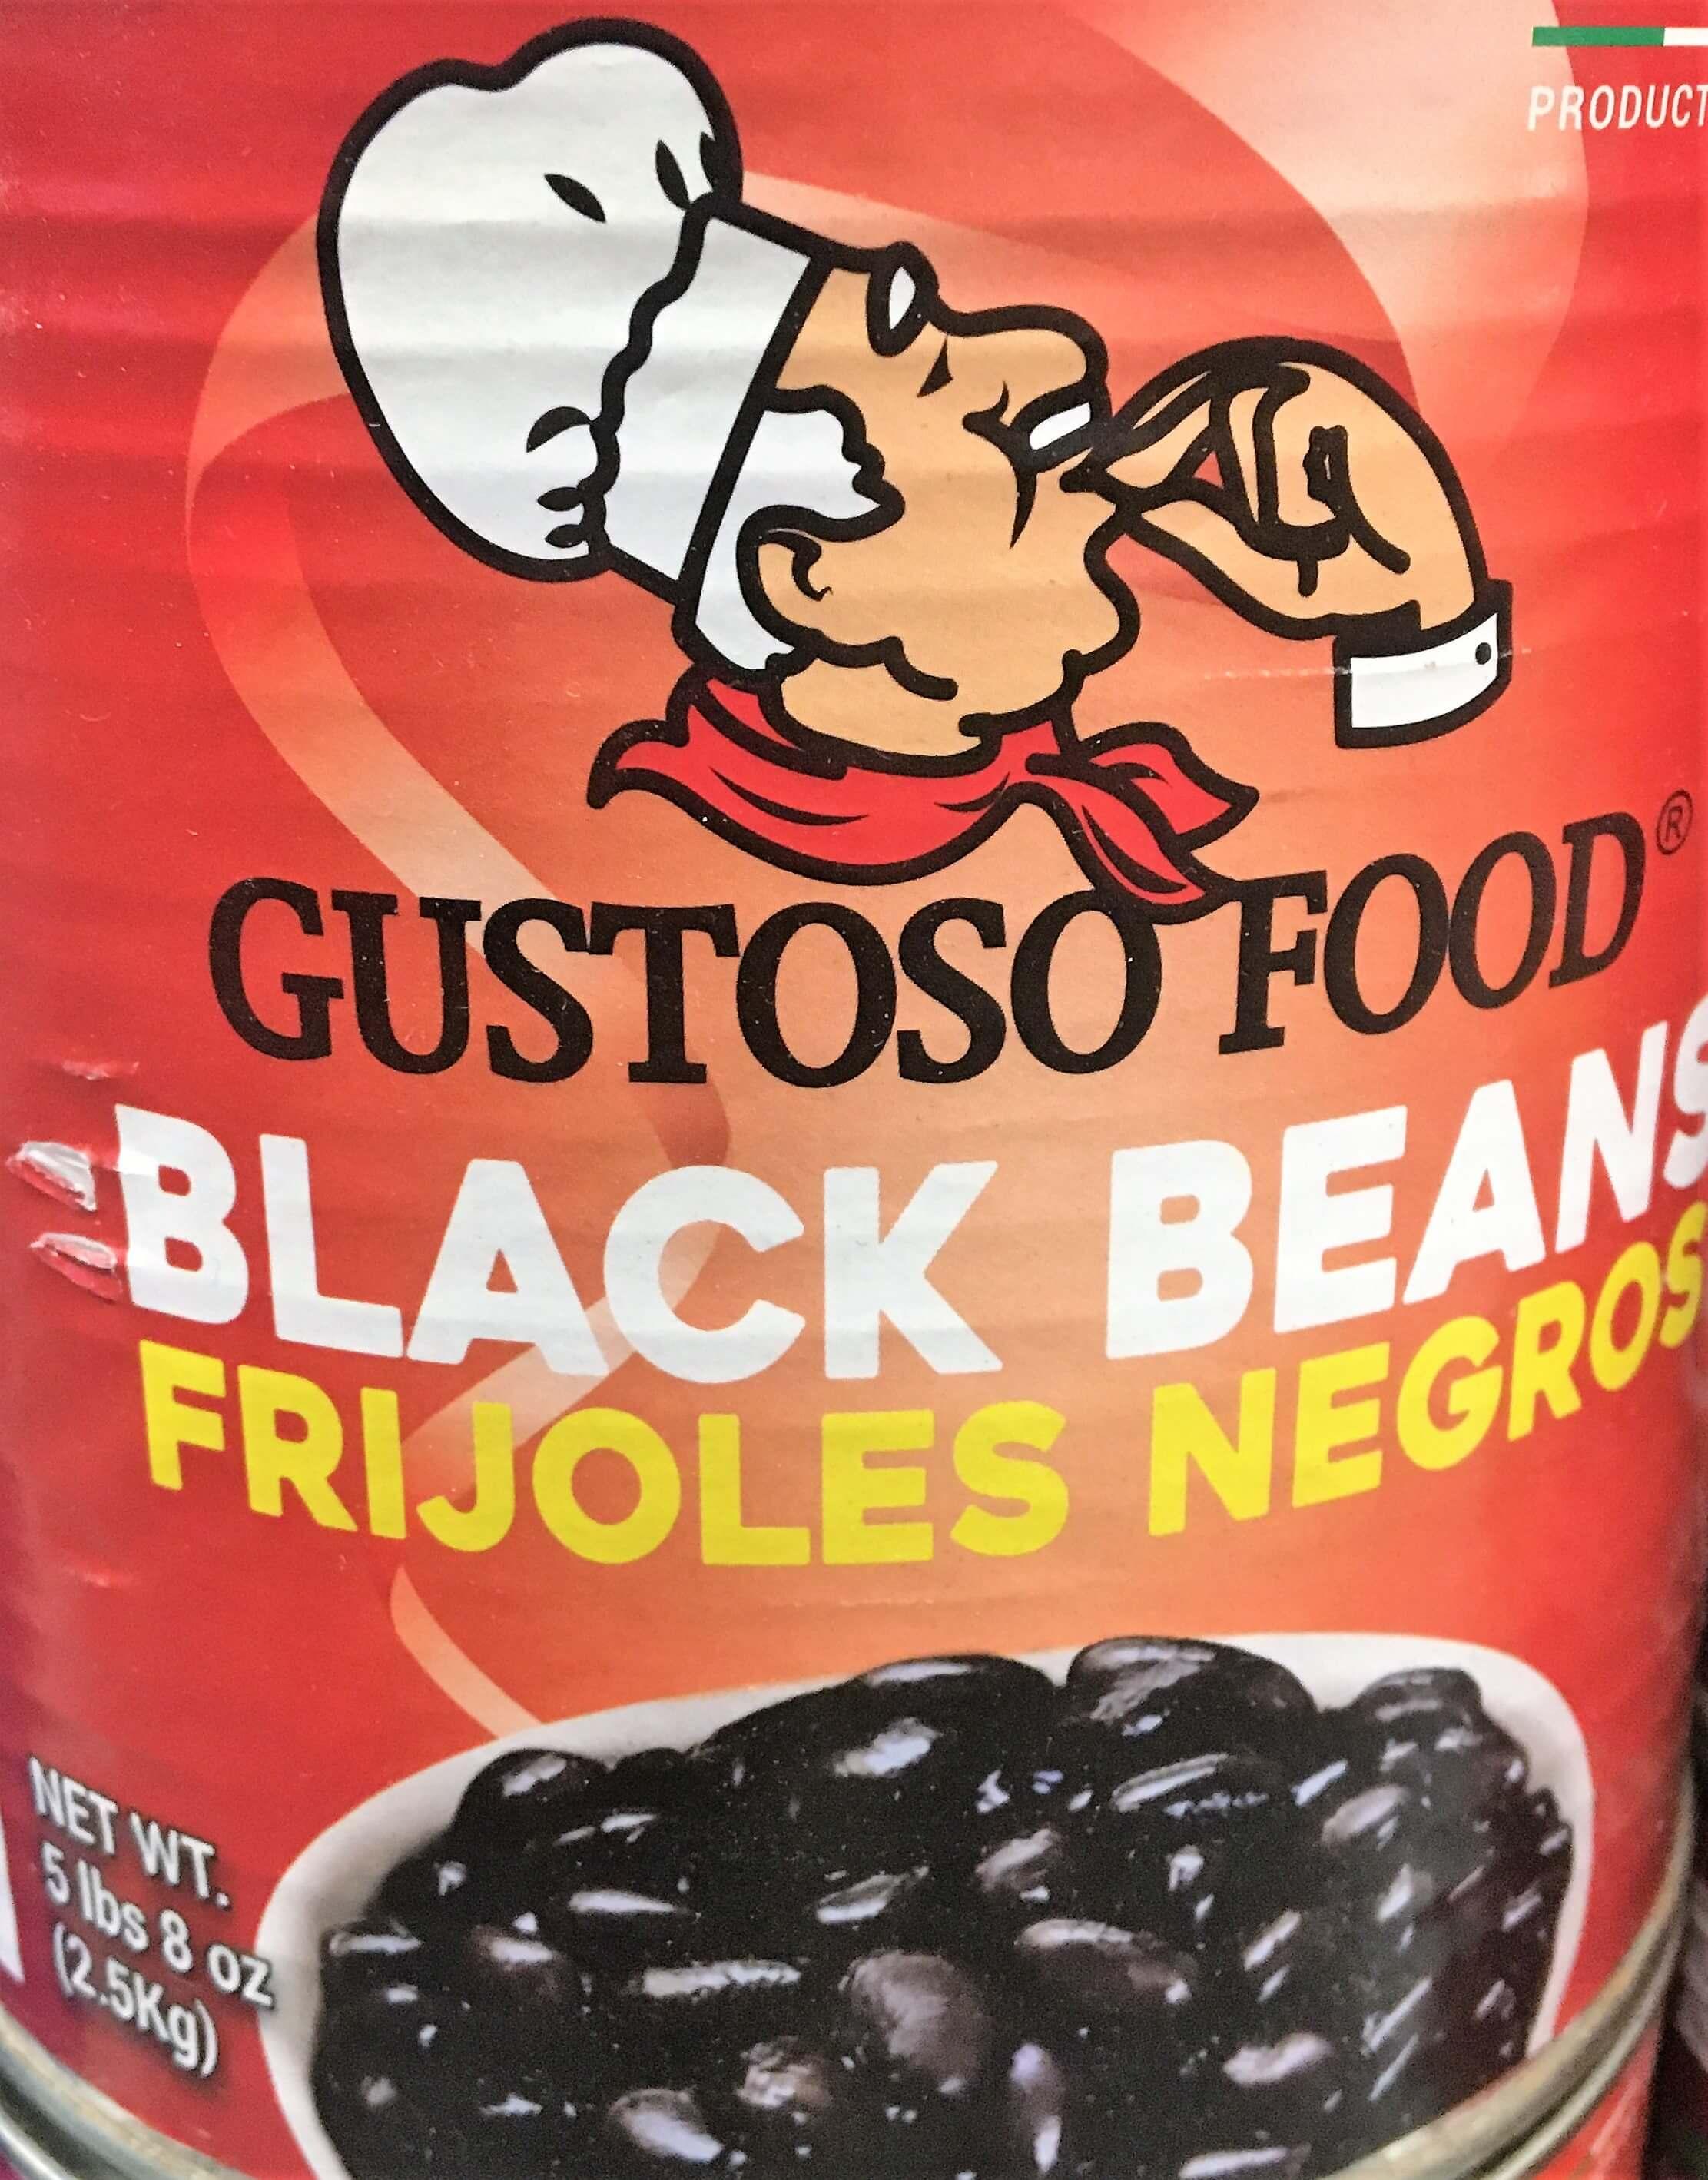 PRODUCT
GUSTOSO FOOD®
BLACK BEANS
FRIJOLES NEGROS
NET WT.
5 lbs 8 oz
(2.5Kg)